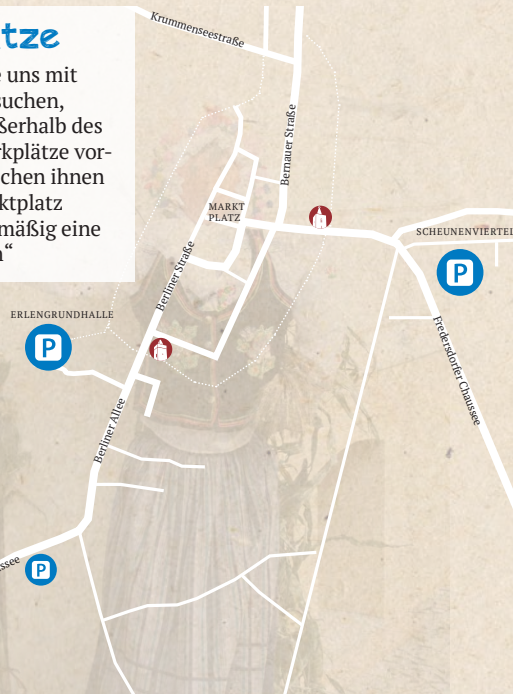 tze
e uns mit
suchen,
ßerhalb des
rkplätze vor-
chen ihnen
ktplatz
mäßig eine
n“
Krummenseestraße
Bernauer Straße
MARKT
PLATZ
SCHEUNENVIERTEL
P
Berliner Straße
ERLENGRUNDHALLE
P
Fredersdorfer Chaussee
Berliner Allee
ssee
P